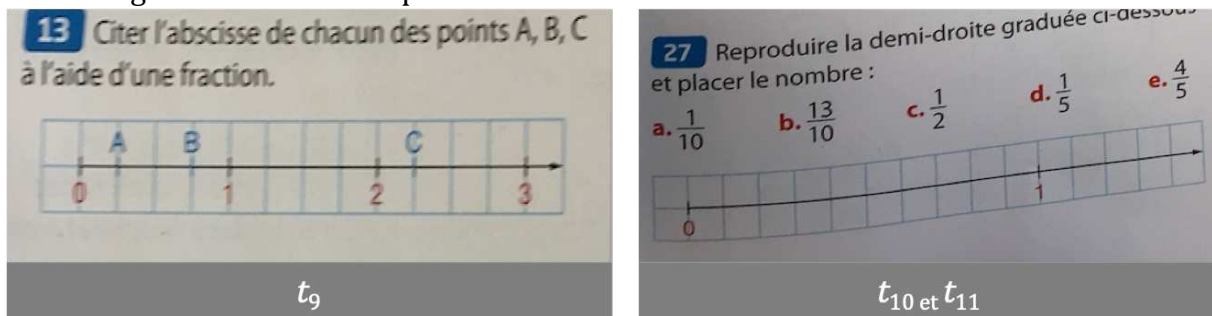 13 Citer l'abscisse de chacun des points A, B, C
à l'aide d'une fraction.
A B C
0 1 2 3
t9
27 Reproduire la demi-droite graduée ci-dessous
et placer le nombre :
a. 1/10 b. 13/10 c. 1/2 d. 1/5 e. 4/5
0 1
t10 et t11